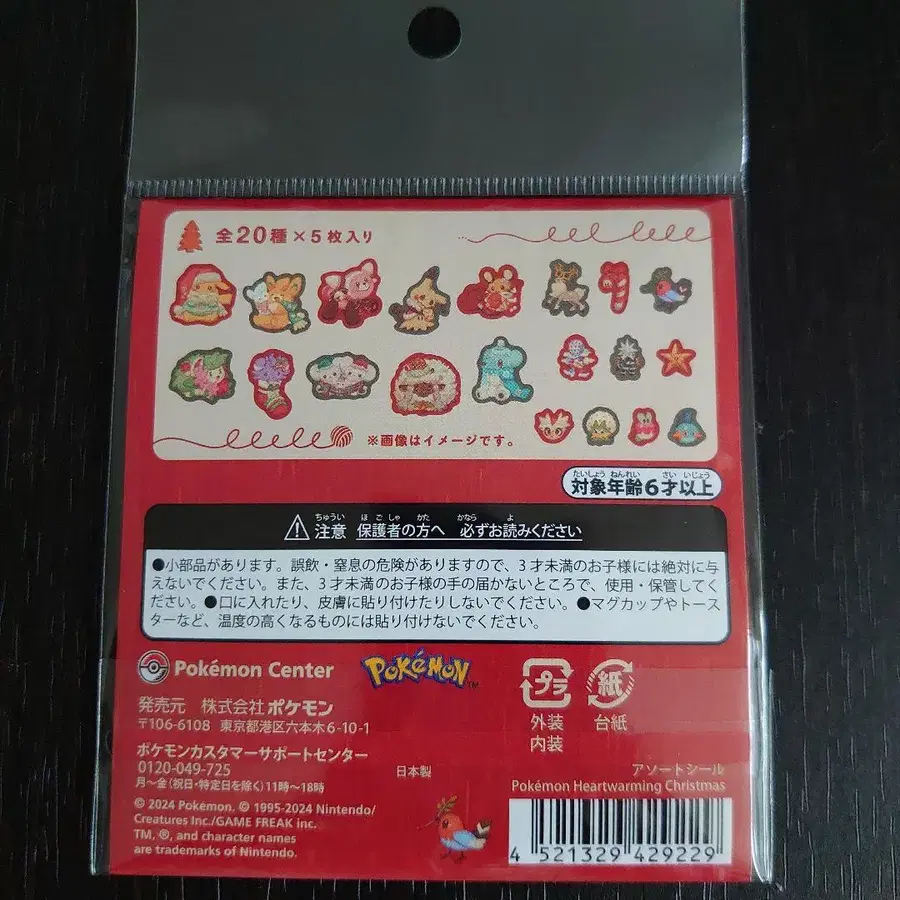 全20種×5枚入り
※画像はイメージです。
たいしょう ねんれい さい いじょう
対象年齢6才以上
ちゅうい ほごしゃ かた かなら よ
⚠注意 保護者の方へ 必ずお読みください
●小部品があります。誤飲・窒息の危険がありますので、3才未満のお子様には絶対に与
えないでください。また、3才未満のお子様の手の届かないところで、使用・保管してく
ださい。●口に入れたり、皮膚に貼り付けたりしないでください。●マグカップやトース
ターなど、温度の高くなるものには貼り付けないでください。
Pokémon Center
POKÉMON™
プラ
外装
内装
紙
台紙
発売元 株式会社ポケモン
〒106-6108 東京都港区六本木6-10-1
ポケモンカスタマーサポートセンター
0120-049-725
月〜金(祝日・特定日を除く)11時〜18時
日本製
アソートシール
Pokémon Heartwarming Christmas
© 2024 Pokémon. © 1995-2024 Nintendo/
Creatures Inc./GAME FREAK inc.
TM, ®, and character names
are trademarks of Nintendo.
4 521329 429229